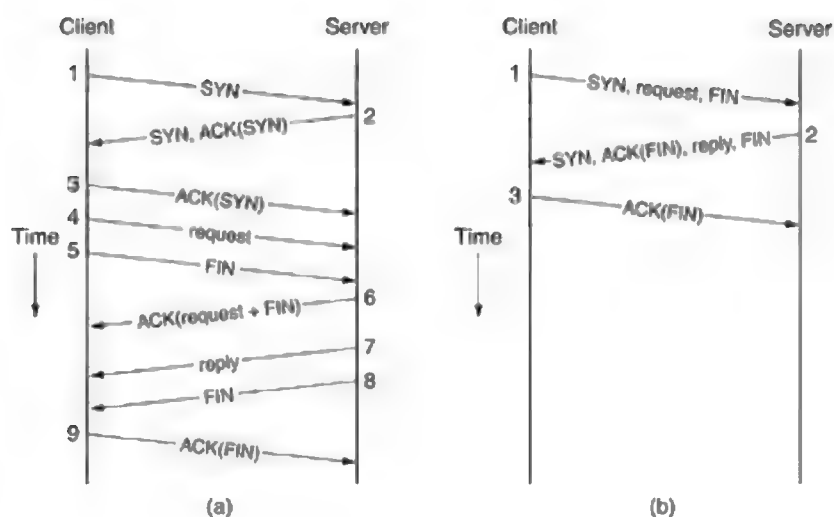 Client
Server
1
SYN
2
SYN, ACK(SYN)
5
ACK(SYN)
4
request
Time
5
FIN
6
ACK(request + FIN)
7
reply
8
FIN
9
ACK(FIN)
(a)
Client
Server
1
SYN, request, FIN
2
SYN, ACK(FIN), reply, FIN
3
ACK(FIN)
Time
(b)